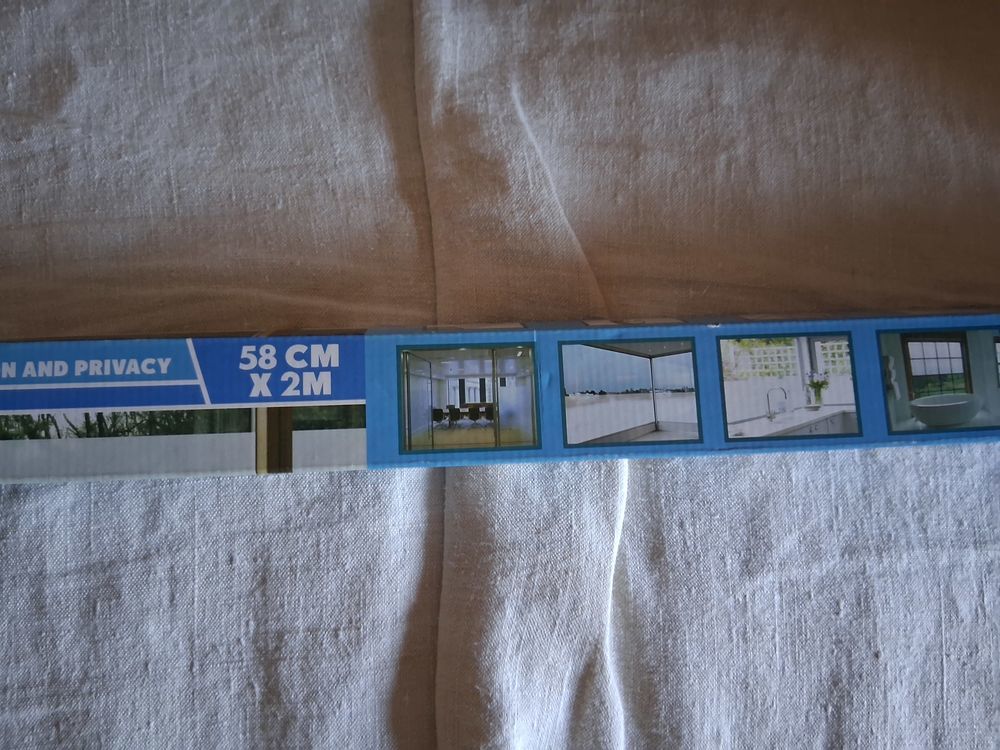 N AND PRIVACY
58 CM
X 2M